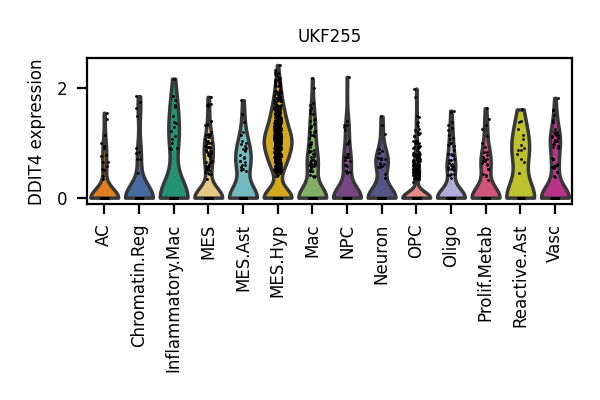 UKF255
DDIT4 expression
2
0
AC
Chromatin.Reg
Inflammatory.Mac
MES
MES.Ast
MES.Hyp
Mac
NPC
Neuron
OPC
Oligo
Prolif.Metab
Reactive.Ast
Vasc